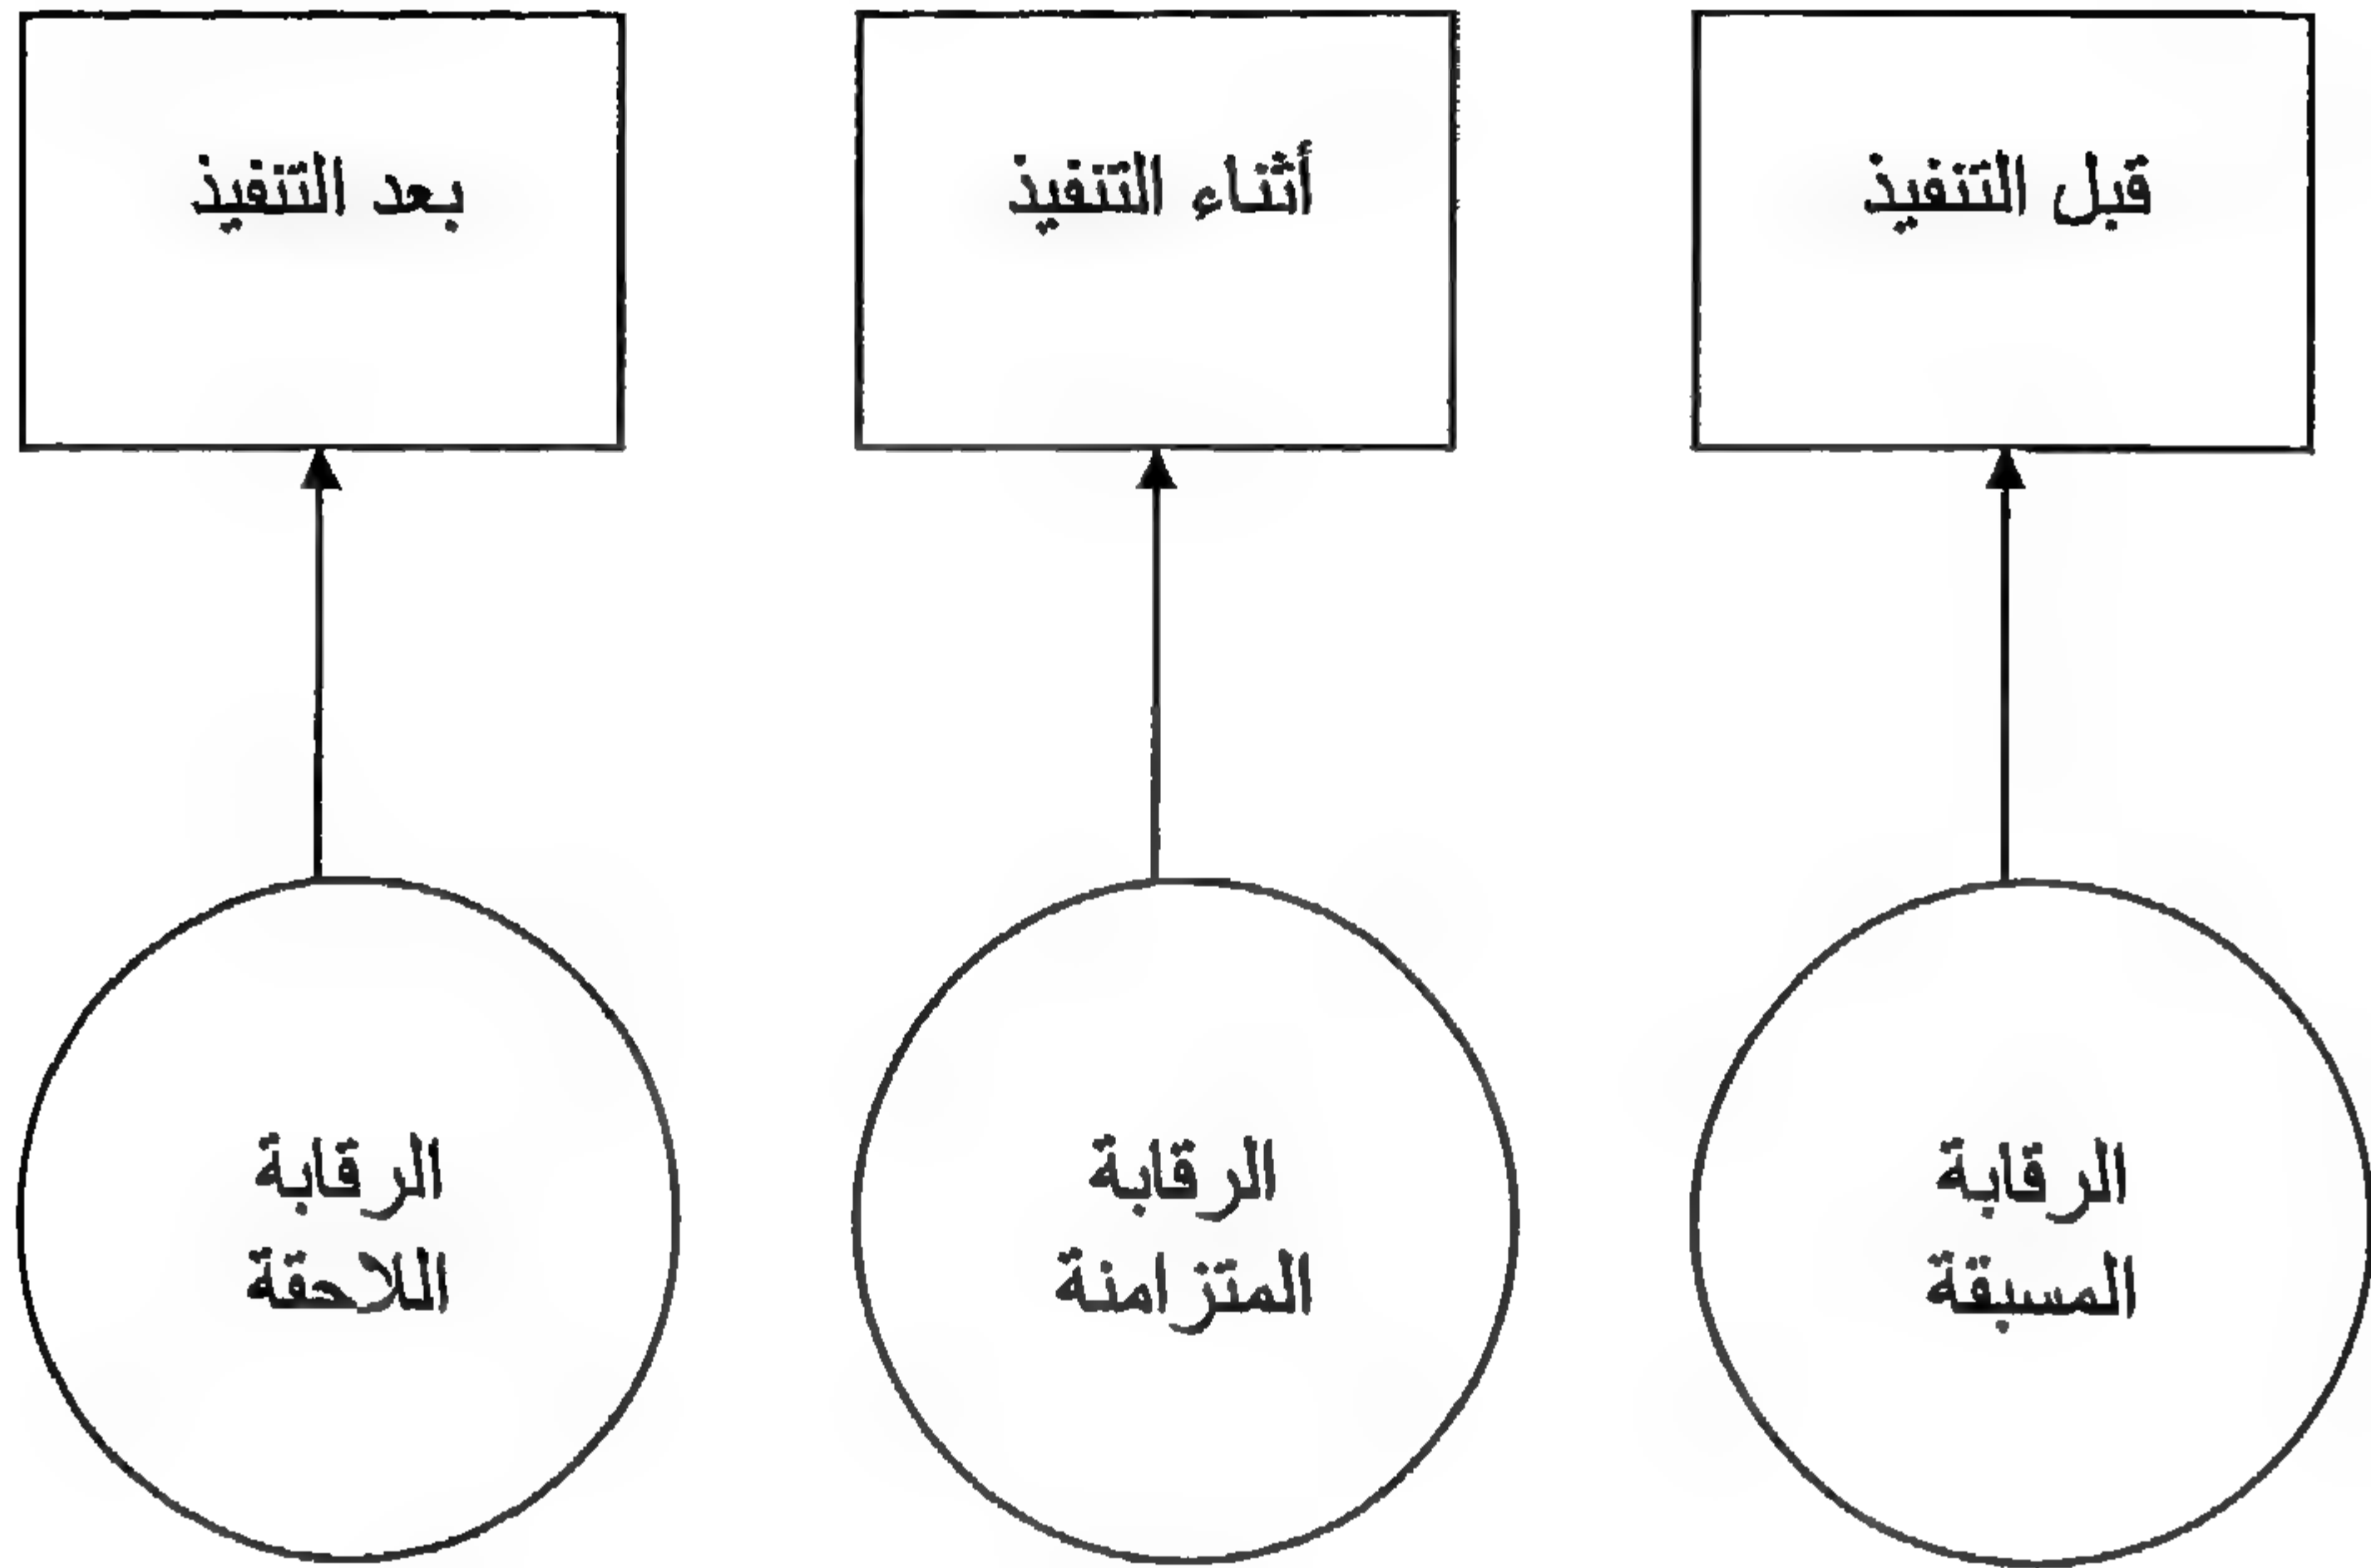 قبل التنفيذ
أثناء التنفيذ
بعد التنفيذ
الرقابة
المسبقة
الرقابة
المتزامنة
الرقابة
اللاحقة